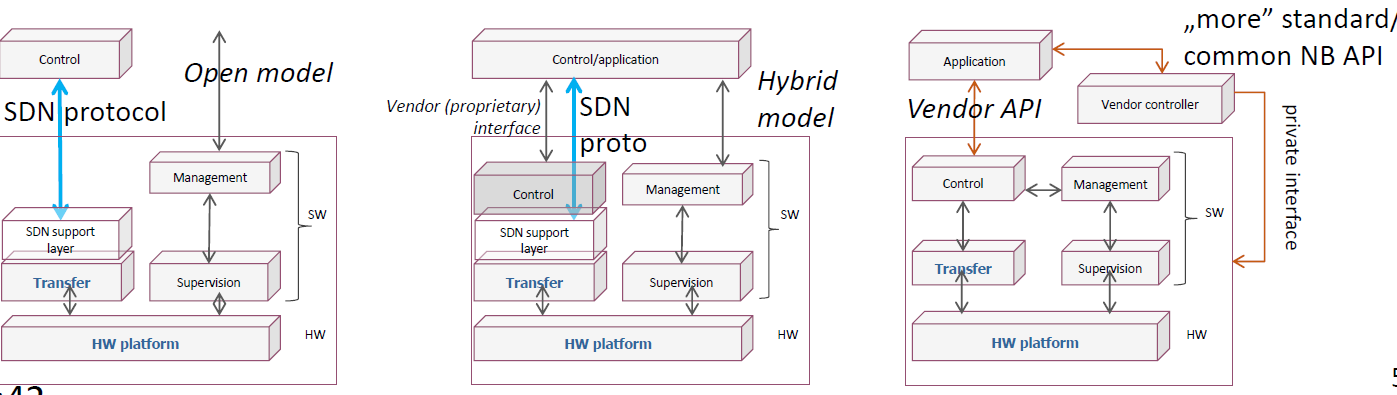 Control
Open model
SDN protocol
Management
SW
SDN support
layer
Transfer
Supervision
HW
HW platform
Control/application
Vendor (proprietary)
interface
SDN
proto
Hybrid
model
Control
Management
SW
SDN support
layer
Transfer
Supervision
HW
HW platform
„more” standard/
common NB API
Application
Vendor controller
Vendor API
private interface
Control
Management
SW
Transfer
Supervision
HW
HW platform